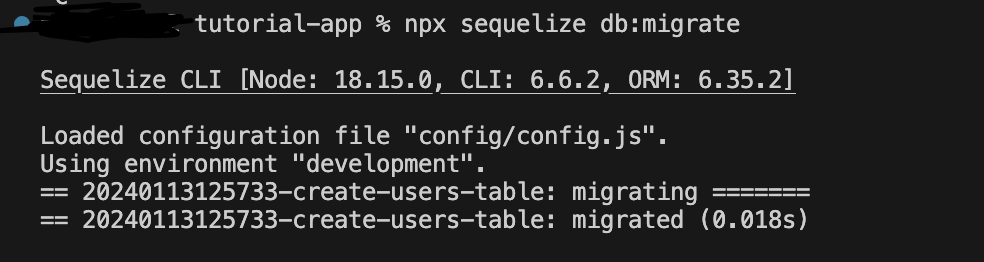 tutorial-app % npx sequelize db:migrate
Sequelize CLI [Node: 18.15.0, CLI: 6.6.2, ORM: 6.35.2]
Loaded configuration file "config/config.js".
Using environment "development".
== 20240113125733-create-users-table: migrating =======
== 20240113125733-create-users-table: migrated (0.018s)